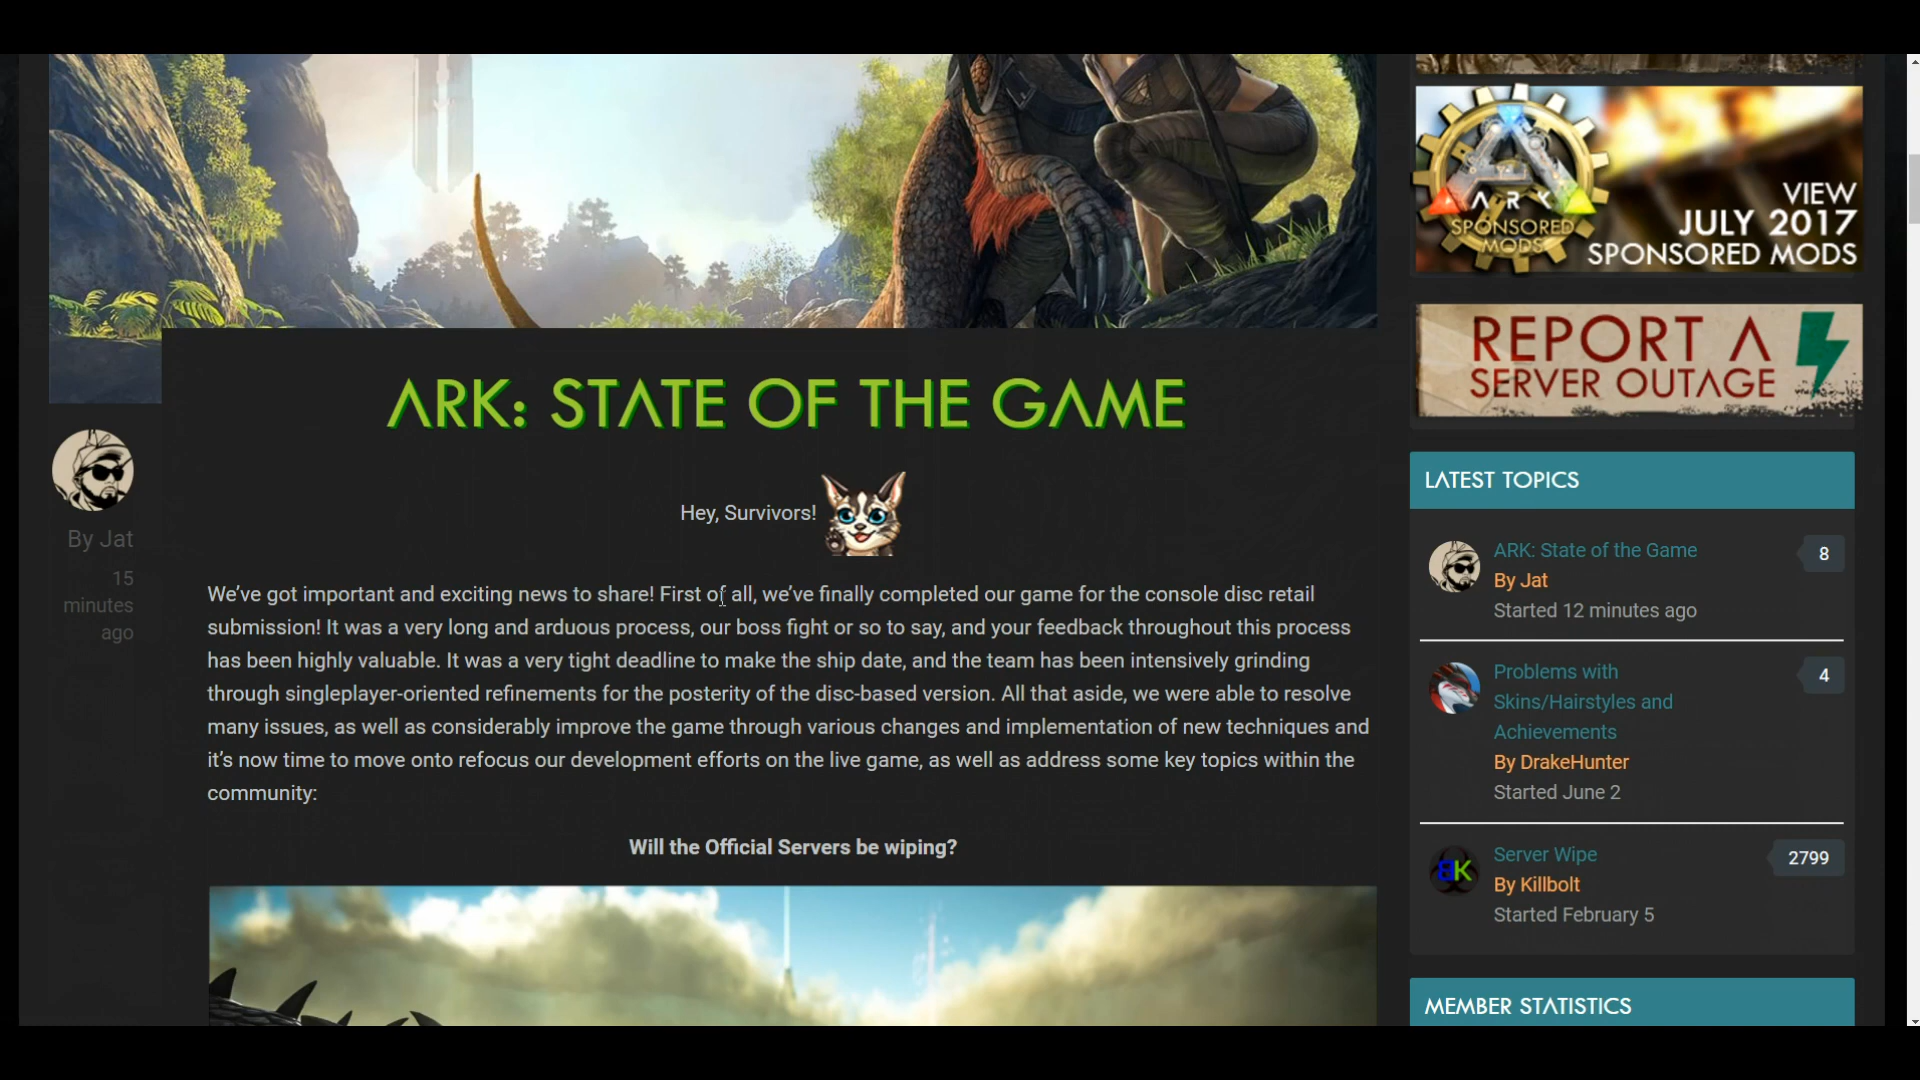 ARK
SPONSORED
MODS
VIEW
JULY 2017
SPONSORED MODS
REPORT A
SERVER OUTAGE
ARK: STATE OF THE GAME
By Jat
15
minutes
ago
Hey, Survivors!
We’ve got important and exciting news to share! First of all, we’ve finally completed our game for the console disc retail
submission! It was a very long and arduous process, our boss fight or so to say, and your feedback throughout this process
has been highly valuable. It was a very tight deadline to make the ship date, and the team has been intensively grinding
through singleplayer-oriented refinements for the posterity of the disc-based version. All that aside, we were able to resolve
many issues, as well as considerably improve the game through various changes and implementation of new techniques and
it’s now time to move onto refocus our development efforts on the live game, as well as address some key topics within the
community:
Will the Official Servers be wiping?
LATEST TOPICS
ARK: State of the Game
8
By Jat
Started 12 minutes ago
Problems with
4
Skins/Hairstyles and
Achievements
By DrakeHunter
Started June 2
BK
Server Wipe
2799
By Killbolt
Started February 5
MEMBER STATISTICS